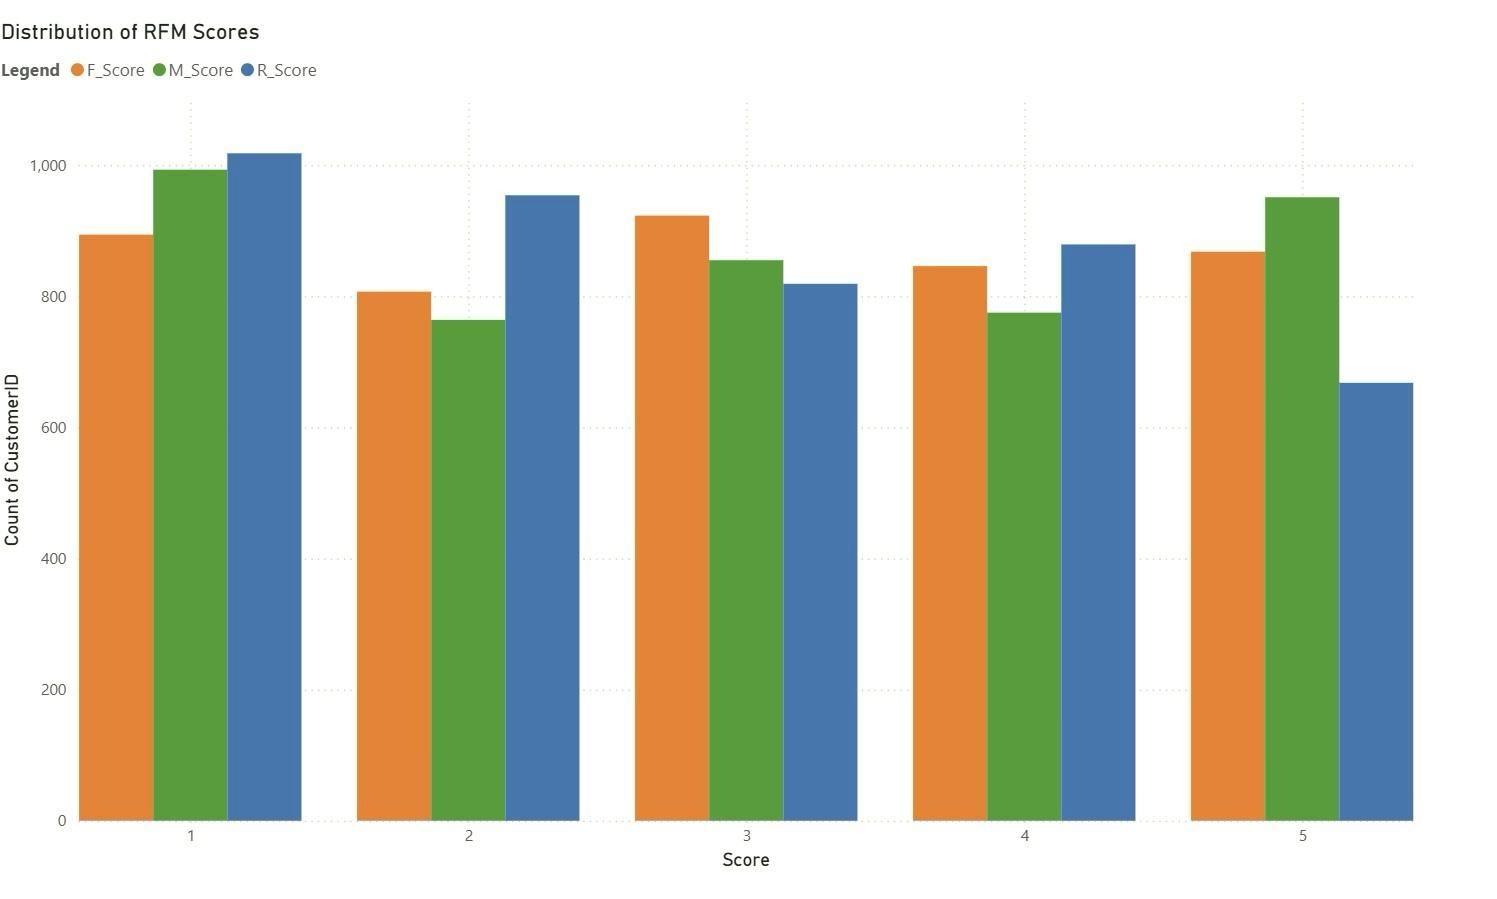 Distribution of RFM Scores
Legend F_Score M_Score R_Score
1,000
800
600
400
200
0
Count of CustomerID
1 2 3 4 5
Score